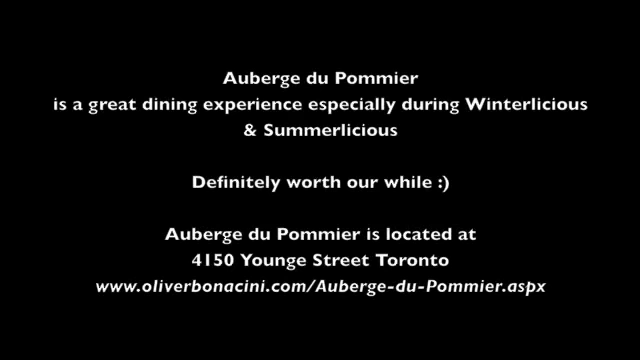 Auberge du Pommier
is a great dining experience especially during Winterlicious
& Summerlicious
Definitely worth our while :)
Auberge du Pommier is located at
4150 Younge Street Toronto
www.oliverbonacini.com/Auberge-du-Pommier.aspx